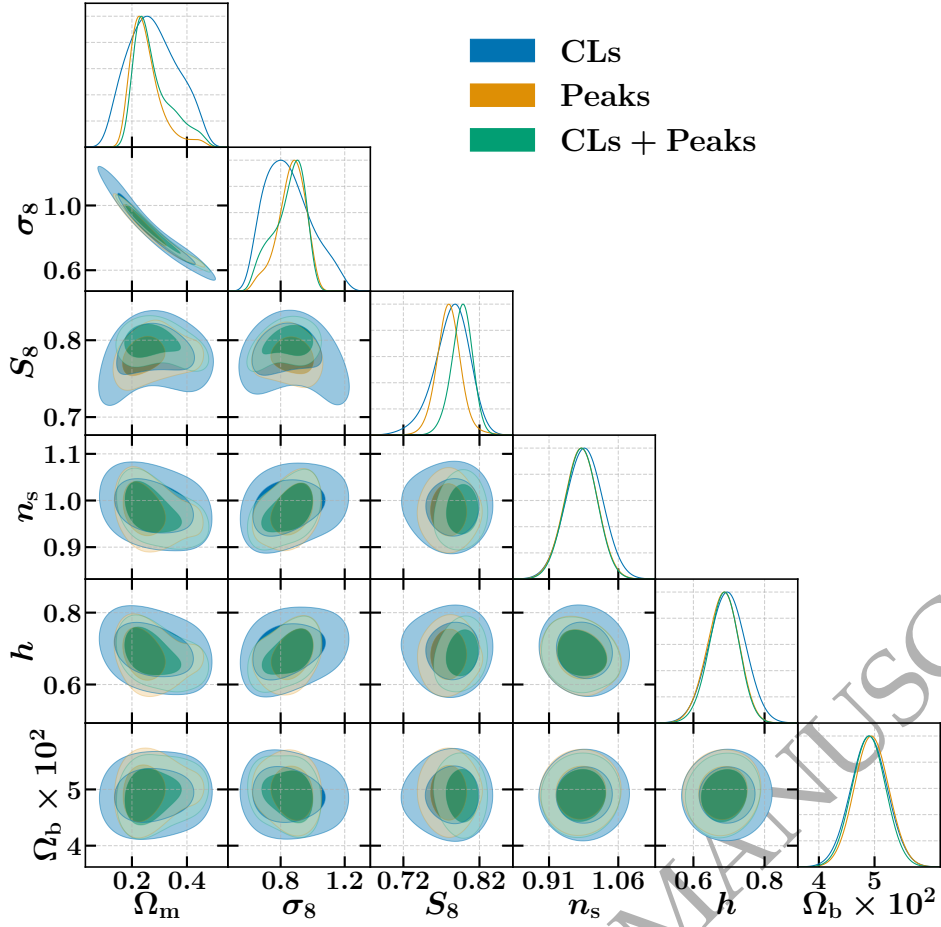 CLs
Peaks
CLs + Peaks
σ8
1.0
0.6
S8
0.8
0.7
ns
1.1
1.0
0.9
h
0.8
0.6
Ωb × 10²
5
4
0.2 0.4 0.8 1.2 0.72 0.82 0.91 1.06 0.6 0.8 4 5
Ωm σ8 S8 ns h Ωb × 10²
MANUSC